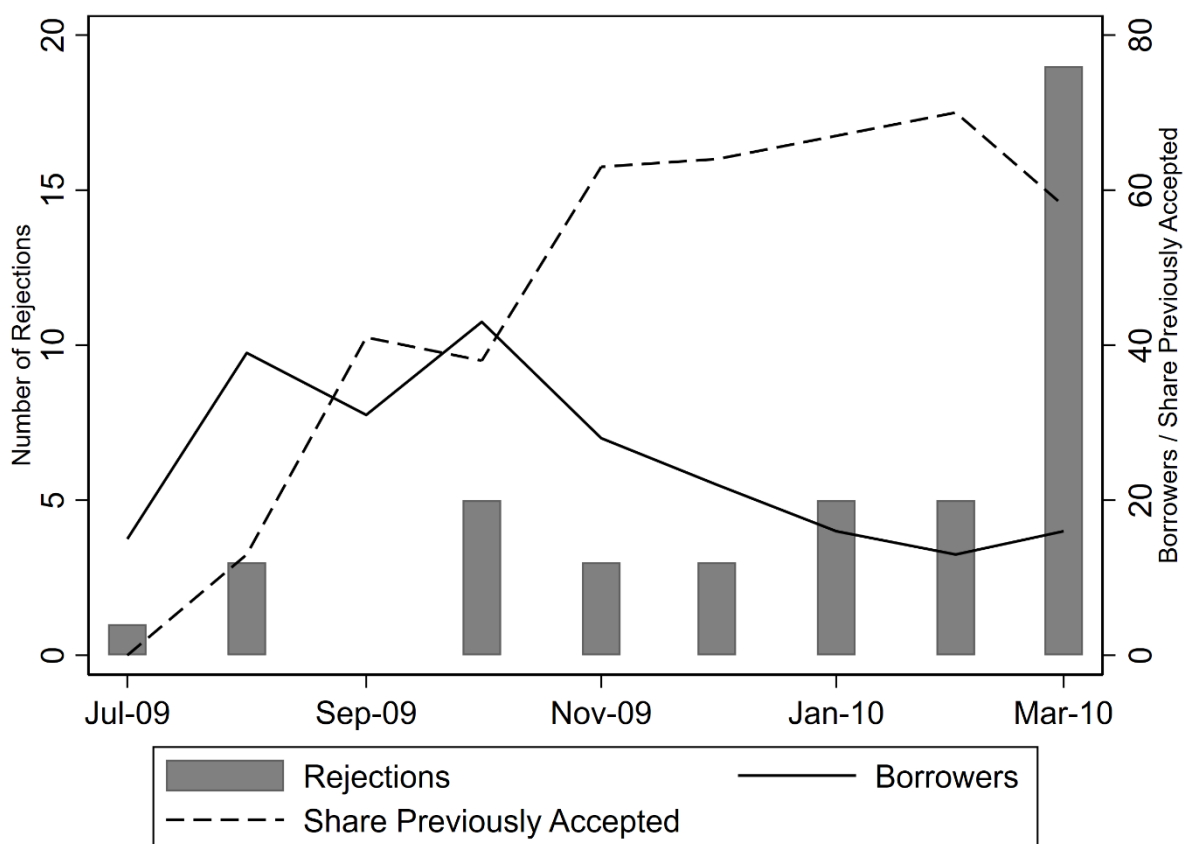 Number of Rejections
20
15
10
5
0
Borrowers / Share Previously Accepted
80
60
40
20
0
Jul-09 Sep-09 Nov-09 Jan-10 Mar-10
Rejections Borrowers
Share Previously Accepted